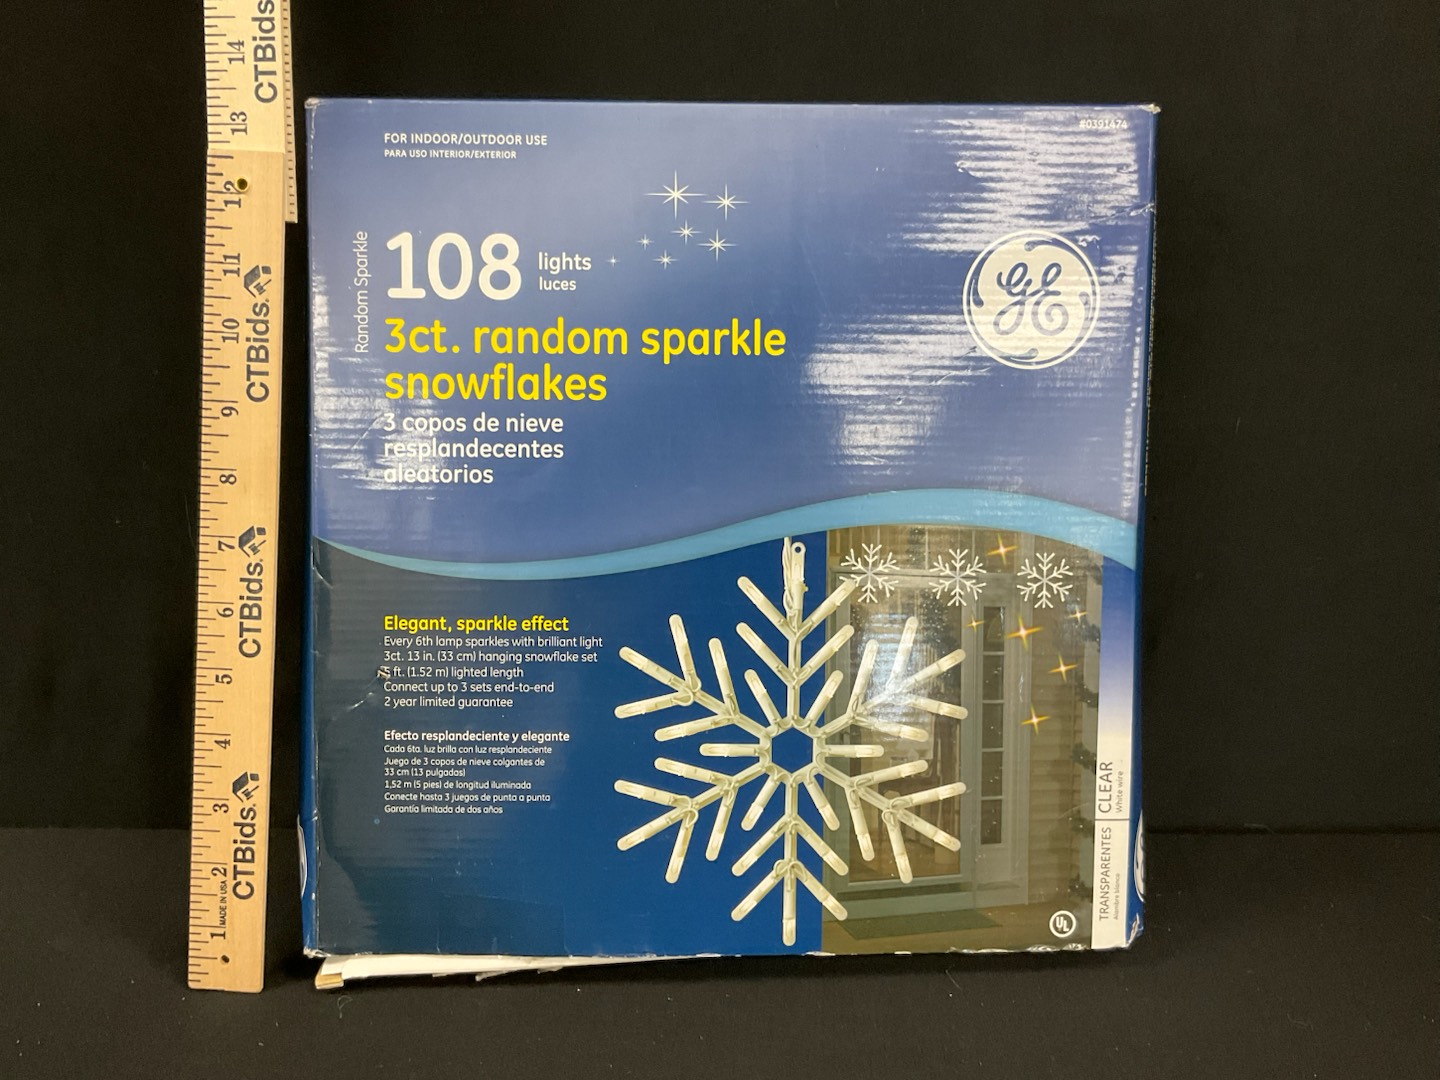 FOR INDOOR/OUTDOOR USE
PARA USO INTERIOR/EXTERIOR
#0391474
Random Sparkle
108 lights
luces
3ct. random sparkle
snowflakes
3 copos de nieve
resplandecentes
aleatorios
GE
Elegant, sparkle effect
Every 6th lamp sparkles with brilliant light
3ct. 13 in. (33 cm) hanging snowflake set
5 ft. (1.52 m) lighted length
Connect up to 3 sets end-to-end
2 year limited guarantee
Efecto resplandeciente y elegante
Cada 6ta. luz brilla con luz resplandeciente
Juego de 3 copos de nieve colgantes de
33 cm (13 pulgadas)
1,52 m (5 pies) de longitud iluminada
Conecte hasta 3 juegos de punta a punta
Garantía limitada de dos años
CLEAR
White wire
TRANSPARENTES
Alambre blanco
UL
14
13
12
11
10
9
8
7
6
5
4
3
2
1
MADE IN USA
CTBids
CTBids.
CTBids.
CTBids.